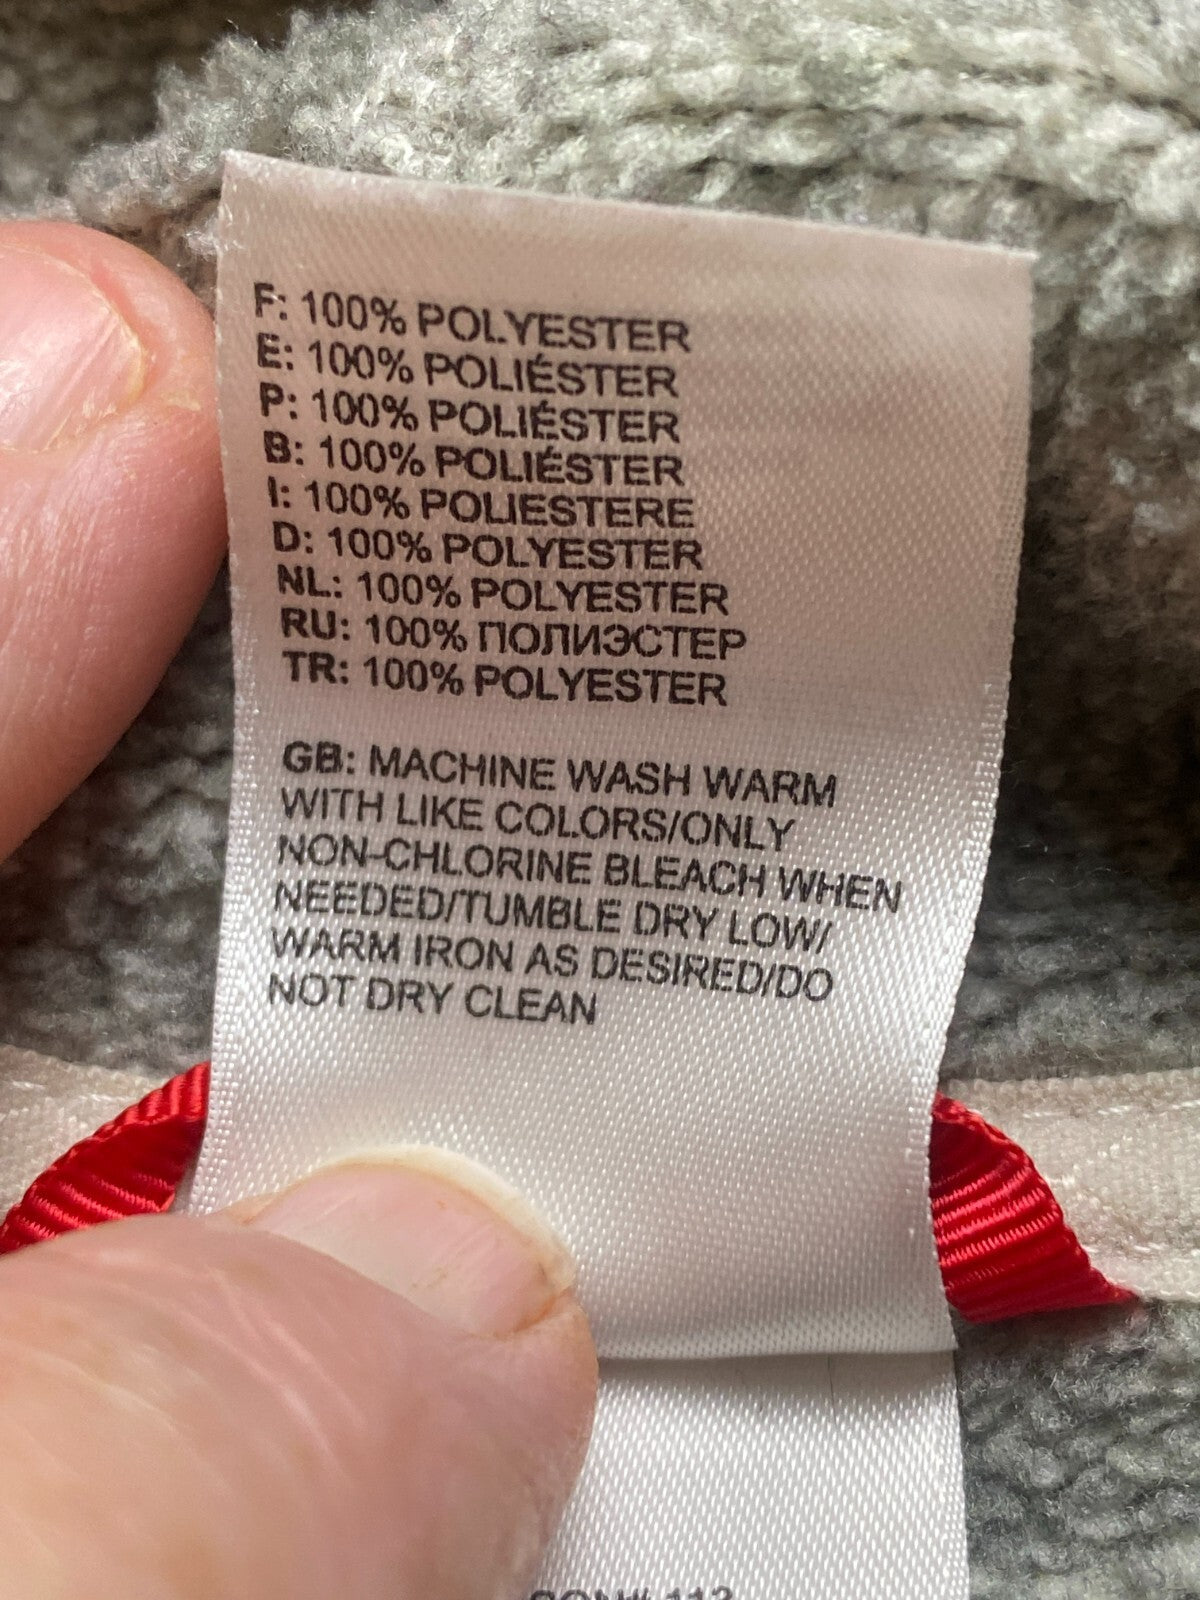 F: 100% POLYESTER
E: 100% POLIÉSTER
P: 100% POLIÉSTER
B: 100% POLIÉSTER
I: 100% POLIESTERE
D: 100% POLYESTER
NL: 100% POLYESTER
RU: 100% ПОЛИЭСТЕР
TR: 100% POLYESTER
GB: MACHINE WASH WARM
WITH LIKE COLORS/ONLY
NON-CHLORINE BLEACH WHEN
NEEDED/TUMBLE DRY LOW/
WARM IRON AS DESIRED/DO
NOT DRY CLEAN